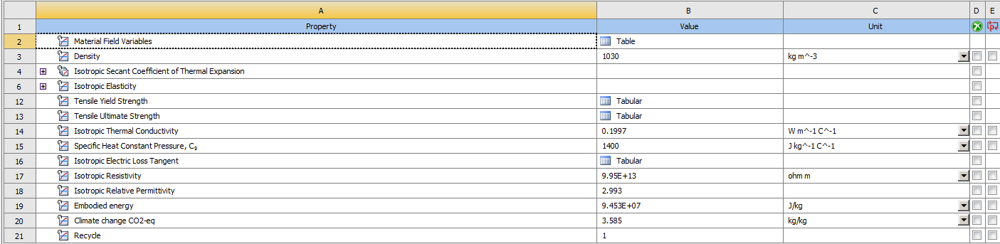 A B C D E
1 Property Value Unit
2 Material Field Variables Table
3 Density 1030 kg m^-3
4 Isotropic Secant Coefficient of Thermal Expansion
6 Isotropic Elasticity
12 Tensile Yield Strength Tabular
13 Tensile Ultimate Strength Tabular
14 Isotropic Thermal Conductivity 0.1997 W m^-1 C^-1
15 Specific Heat Constant Pressure, Cₚ 1400 J kg^-1 C^-1
16 Isotropic Electric Loss Tangent Tabular
17 Isotropic Resistivity 9.95E+13 ohm m
18 Isotropic Relative Permittivity 2.993
19 Embodied energy 9.453E+07 J/kg
20 Climate change CO2-eq 3.585 kg/kg
21 Recycle 1